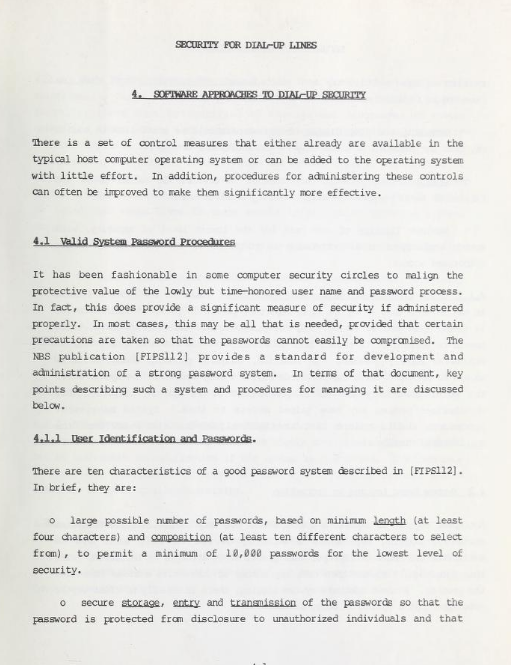 SECURITY FOR DIAL-UP LINES
4. SOFTWARE APPROACHES TO DIAL-UP SECURITY
There is a set of control measures that either already are available in the
typical host computer operating system or can be added to the operating system
with little effort. In addition, procedures for administering these controls
can often be improved to make them significantly more effective.
4.1 Valid System Password Procedures
It has been fashionable in some computer security circles to malign the
protective value of the lowly but time-honored user name and password process.
In fact, this does provide a significant measure of security if administered
properly. In most cases, this may be all that is needed, provided that certain
precautions are taken so that the passwords cannot easily be compromised. The
NBS publication [FIPS112] provides a standard for development and
administration of a strong password system. In terms of that document, key
points describing such a system and procedures for managing it are discussed
below.
4.1.1 User Identification and Passwords.
There are ten characteristics of a good password system described in [FIPS112].
In brief, they are:
o large possible number of passwords, based on minimum length (at least
four characters) and composition (at least ten different characters to select
from), to permit a minimum of 10,000 passwords for the lowest level of
security.
o secure storage, entry and transmission of the passwords so that the
password is protected from disclosure to unauthorized individuals and that